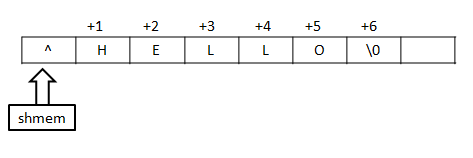 +1 +2 +3 +4 +5 +6
^ H E L L O \0
shmem